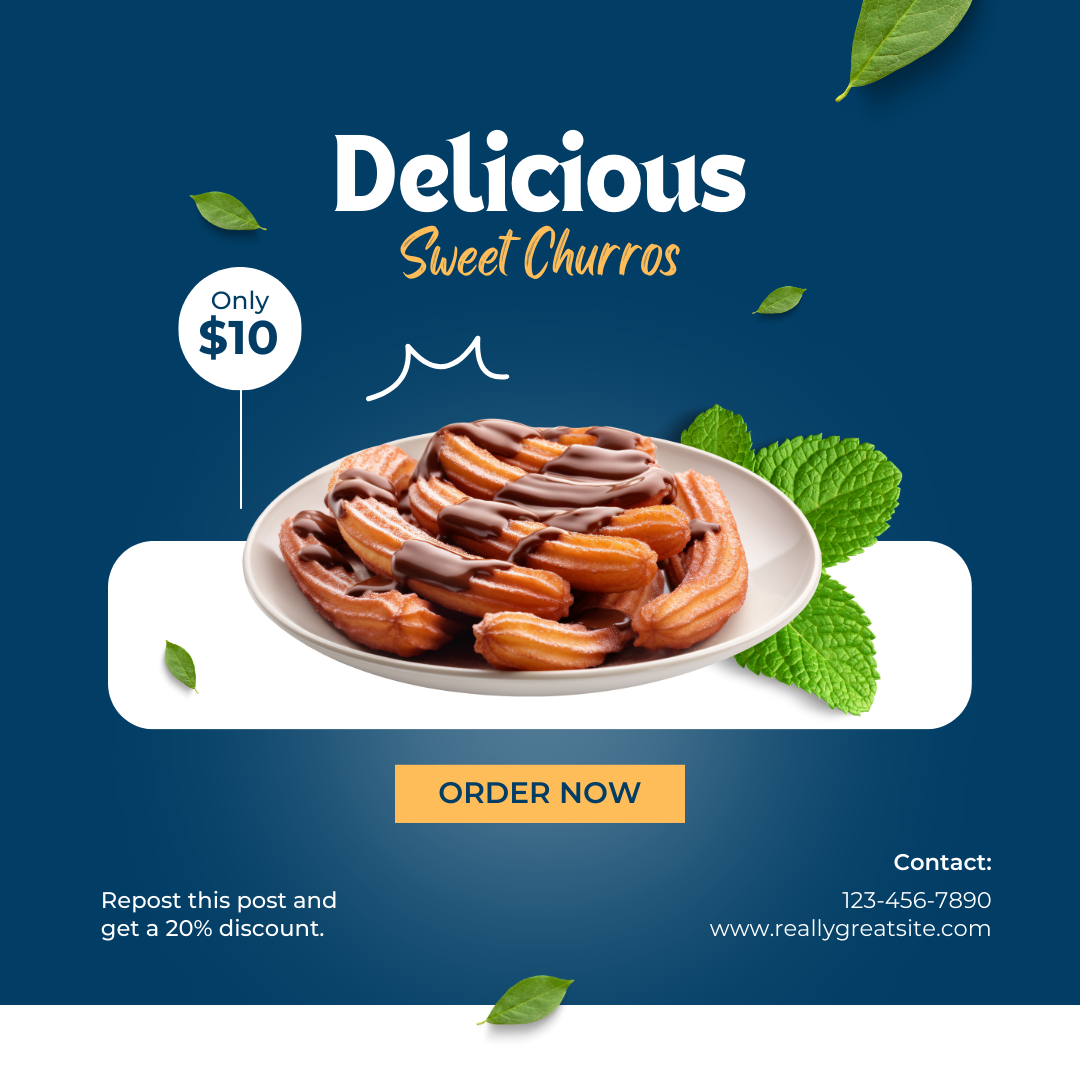 Delicious
Sweet Churros
Only
$10
ORDER NOW
Repost this post and
get a 20% discount.
Contact:
123-456-7890
www.reallygreatsite.com